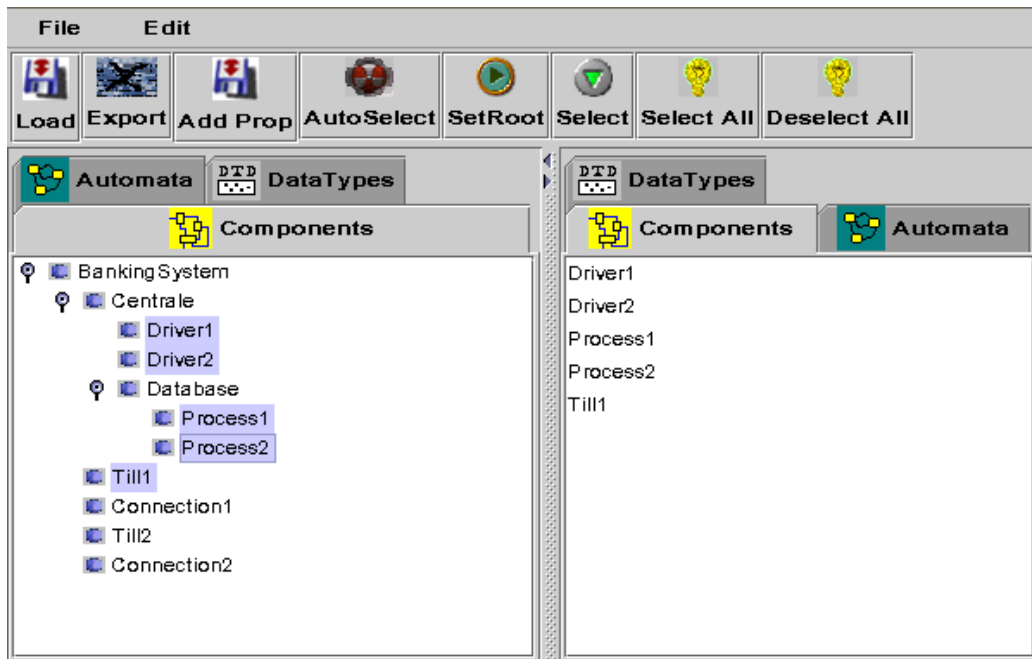 File Edit
Load Export Add Prop AutoSelect SetRoot Select Select All Deselect All
Automata DTD DataTypes
Components
BankingSystem
Centrale
Driver1
Driver2
Database
Process1
Process2
Till1
Connection1
Till2
Connection2
DTD DataTypes
Components Automata
Driver1
Driver2
Process1
Process2
Till1